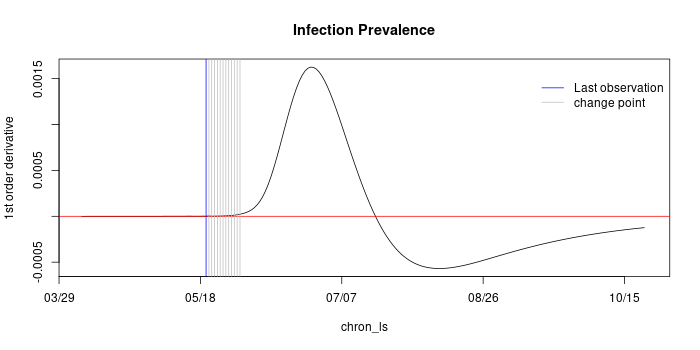 Infection Prevalence
1st order derivative
0.0015
0.0005
-0.0005
Last observation
change point
03/29
05/18
07/07
08/26
10/15
chron_ls